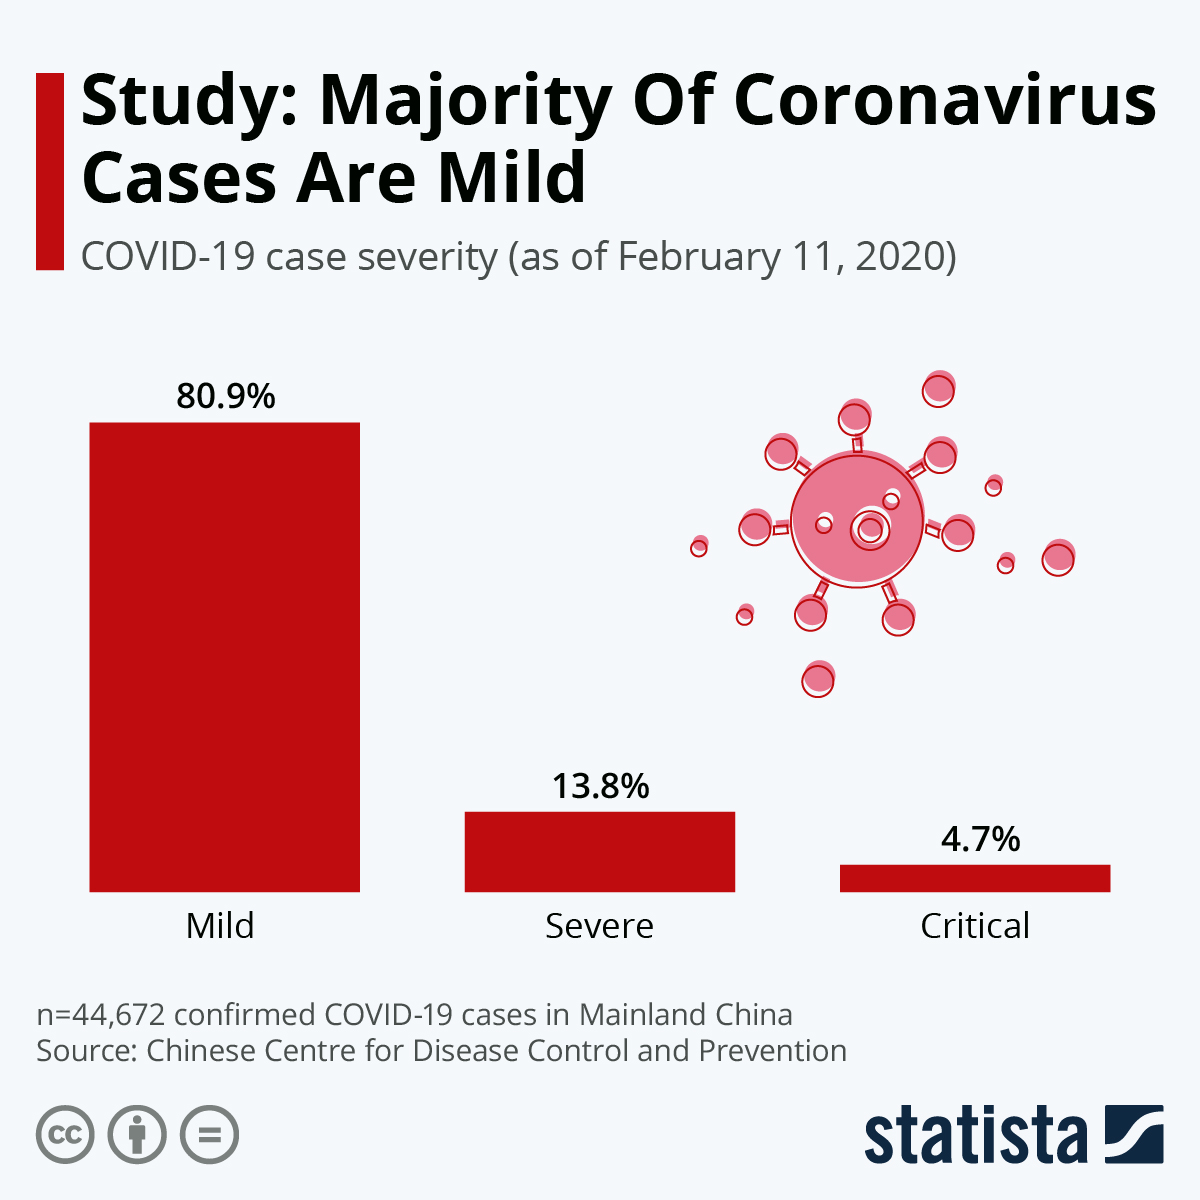 Study: Majority Of Coronavirus
Cases Are Mild
COVID-19 case severity (as of February 11, 2020)
80.9%
13.8%
4.7%
Mild
Severe
Critical
n=44,672 confirmed COVID-19 cases in Mainland China
Source: Chinese Centre for Disease Control and Prevention
cc
=
statista